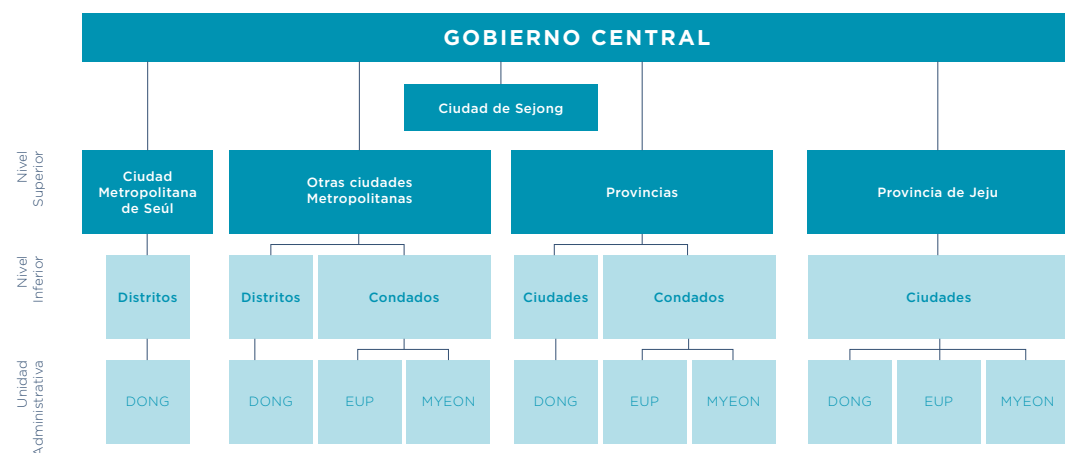 GOBIERNO CENTRAL
Ciudad de Sejong
Nivel
Superior
Ciudad
Metropolitana
de Seúl
Otras ciudades
Metropolitanas
Provincias
Provincia de Jeju
Nivel
Inferior
Distritos
Distritos
Condados
Ciudades
Condados
Ciudades
Unidad
Administrativa
DONG
DONG
EUP
MYEON
DONG
EUP
MYEON
DONG
EUP
MYEON